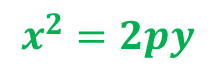 x² = 2py